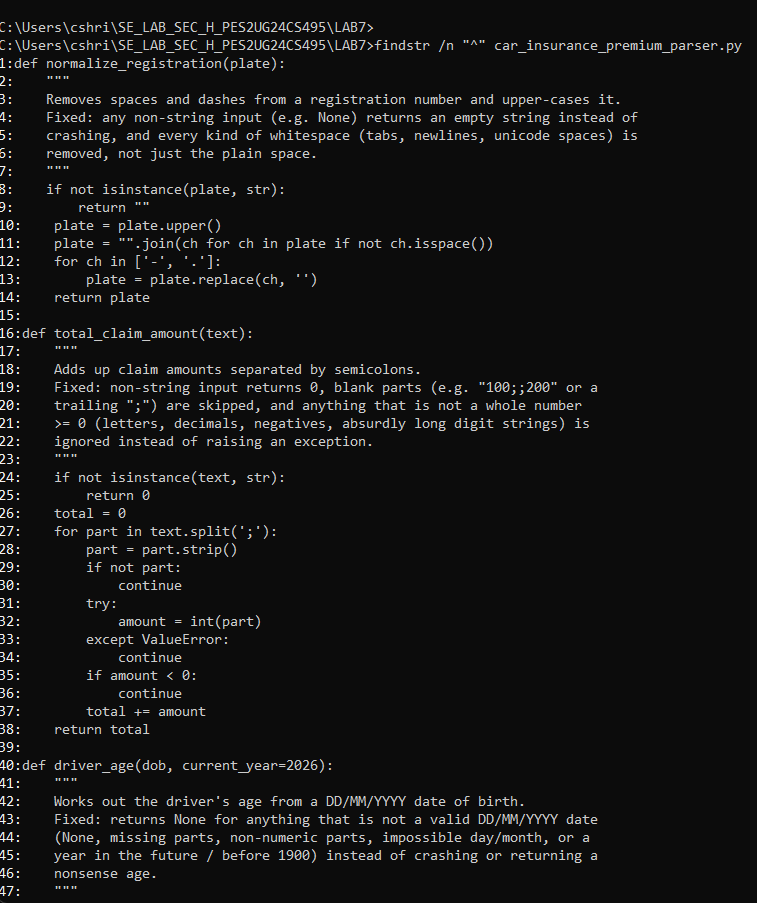 C:\Users\cshri\SE_LAB_SEC_H_PES2UG24CS495\LAB7>
C:\Users\cshri\SE_LAB_SEC_H_PES2UG24CS495\LAB7>findstr /n "^" car_insurance_premium_parser.py
1:def normalize_registration(plate):
2:    """
3:    Removes spaces and dashes from a registration number and upper-cases it.
4:    Fixed: any non-string input (e.g. None) returns an empty string instead of
5:    crashing, and every kind of whitespace (tabs, newlines, unicode spaces) is
6:    removed, not just the plain space.
7:    """
8:    if not isinstance(plate, str):
9:        return ""
10:    plate = plate.upper()
11:    plate = "".join(ch for ch in plate if not ch.isspace())
12:    for ch in ['-', '.']:
13:        plate = plate.replace(ch, '')
14:    return plate
15:
16:def total_claim_amount(text):
17:    """
18:    Adds up claim amounts separated by semicolons.
19:    Fixed: non-string input returns 0, blank parts (e.g. "100;;200" or a
20:    trailing ";") are skipped, and anything that is not a whole number
21:    >= 0 (letters, decimals, negatives, absurdly long digit strings) is
22:    ignored instead of raising an exception.
23:    """
24:    if not isinstance(text, str):
25:        return 0
26:    total = 0
27:    for part in text.split(';'):
28:        part = part.strip()
29:        if not part:
30:            continue
31:        try:
32:            amount = int(part)
33:        except ValueError:
34:            continue
35:        if amount < 0:
36:            continue
37:        total += amount
38:    return total
39:
40:def driver_age(dob, current_year=2026):
41:    """
42:    Works out the driver's age from a DD/MM/YYYY date of birth.
43:    Fixed: returns None for anything that is not a valid DD/MM/YYYY date
44:    (None, missing parts, non-numeric parts, impossible day/month, or a
45:    year in the future / before 1900) instead of crashing or returning a
46:    nonsense age.
47:    """